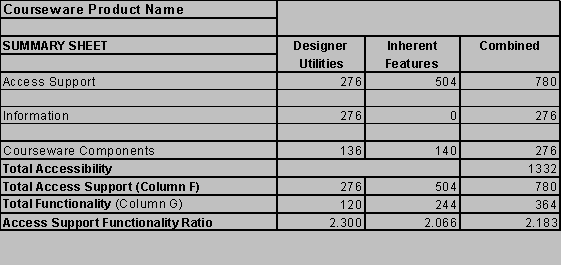 Courseware Product Name
SUMMARY SHEET Designer Utilities Inherent Features Combined
Access Support 276 504 780
Information 276 0 276
Courseware Components 136 140 276
Total Accessibility 1332
Total Access Support (Column F) 276 504 780
Total Functionality (Column G) 120 244 364
Access Support Functionality Ratio 2.300 2.066 2.183